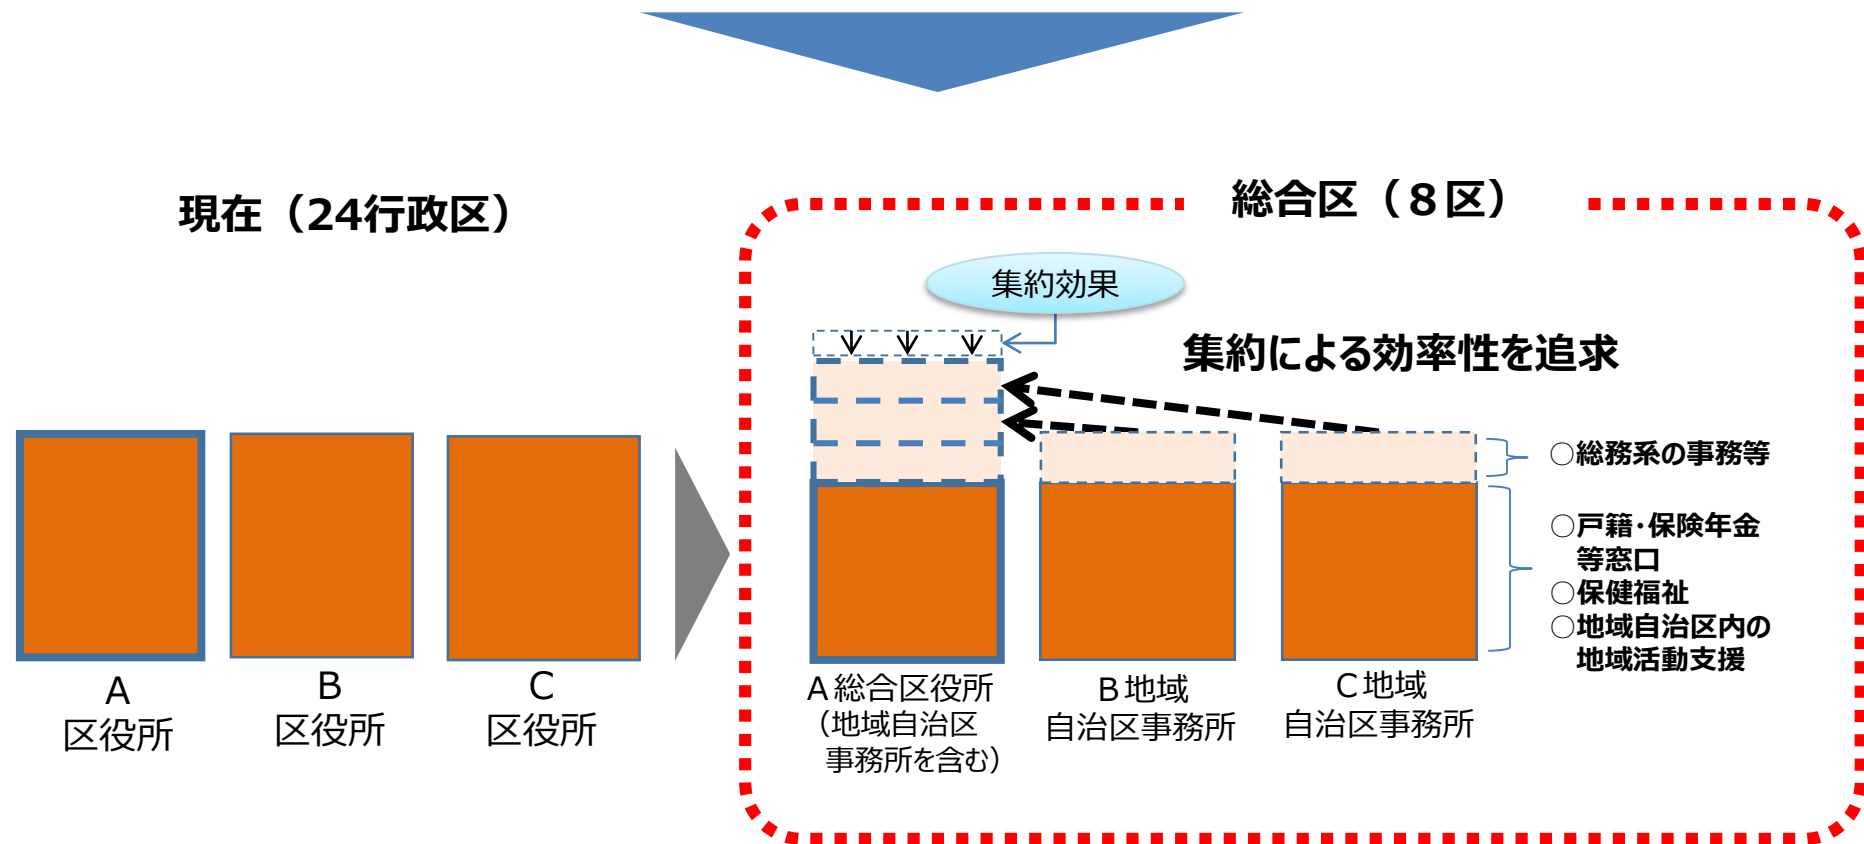 現在（24行政区）
総合区（８区）
集約効果
集約による効率性を追求
○総務系の事務等
○戸籍･保険年金
等窓口
○保健福祉
○地域自治区内の
地域活動支援
A
区役所
B
区役所
C
区役所
A総合区役所
（地域自治区
事務所を含む）
B地域
自治区事務所
C地域
自治区事務所